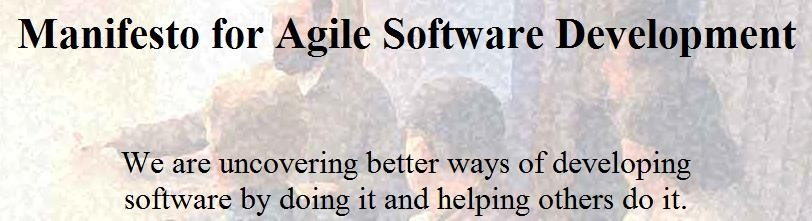 Manifesto for Agile Software Development
We are uncovering better ways of developing
software by doing it and helping others do it.